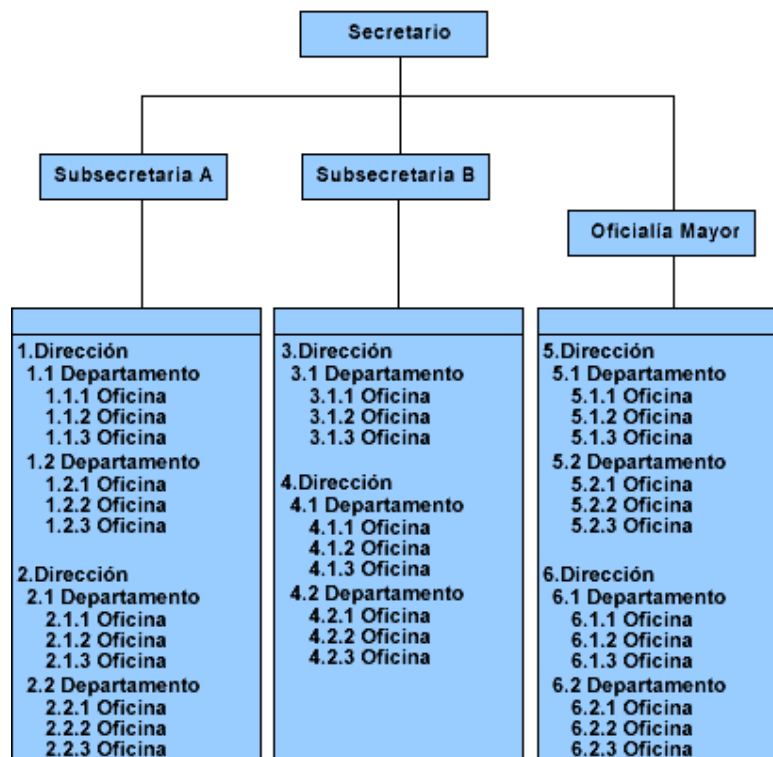 Secretario
Subsecretaria A
Subsecretaria B
Oficialía Mayor
1.Dirección
1.1 Departamento
1.1.1 Oficina
1.1.2 Oficina
1.1.3 Oficina
1.2 Departamento
1.2.1 Oficina
1.2.2 Oficina
1.2.3 Oficina
2.Dirección
2.1 Departamento
2.1.1 Oficina
2.1.2 Oficina
2.1.3 Oficina
2.2 Departamento
2.2.1 Oficina
2.2.2 Oficina
2.2.3 Oficina
3.Dirección
3.1 Departamento
3.1.1 Oficina
3.1.2 Oficina
3.1.3 Oficina
4.Dirección
4.1 Departamento
4.1.1 Oficina
4.1.2 Oficina
4.1.3 Oficina
4.2 Departamento
4.2.1 Oficina
4.2.2 Oficina
4.2.3 Oficina
5.Dirección
5.1 Departamento
5.1.1 Oficina
5.1.2 Oficina
5.1.3 Oficina
5.2 Departamento
5.2.1 Oficina
5.2.2 Oficina
5.2.3 Oficina
6.Dirección
6.1 Departamento
6.1.1 Oficina
6.1.2 Oficina
6.1.3 Oficina
6.2 Departamento
6.2.1 Oficina
6.2.2 Oficina
6.2.3 Oficina